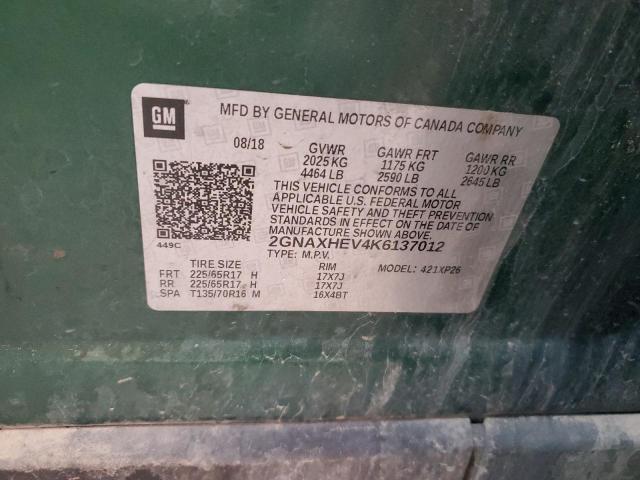 GM
MFD BY GENERAL MOTORS OF CANADA COMPANY
08/18 GVWR GAWR FRT GAWR RR
2025 KG 1175 KG 1200 KG
4464 LB 2590 LB 2645 LB
THIS VEHICLE CONFORMS TO ALL
APPLICABLE U.S. FEDERAL MOTOR
VEHICLE SAFETY AND THEFT PREVENTION
STANDARDS IN EFFECT ON THE DATE OF
MANUFACTURE SHOWN ABOVE.
2GNAXHEV4K6137012
449C TYPE: M.P.V.
TIRE SIZE RIM MODEL: 421XP26
FRT 225/65R17 H 17X7J
RR 225/65R17 H 17X7J
SPA T135/70R16 M 16X4BT